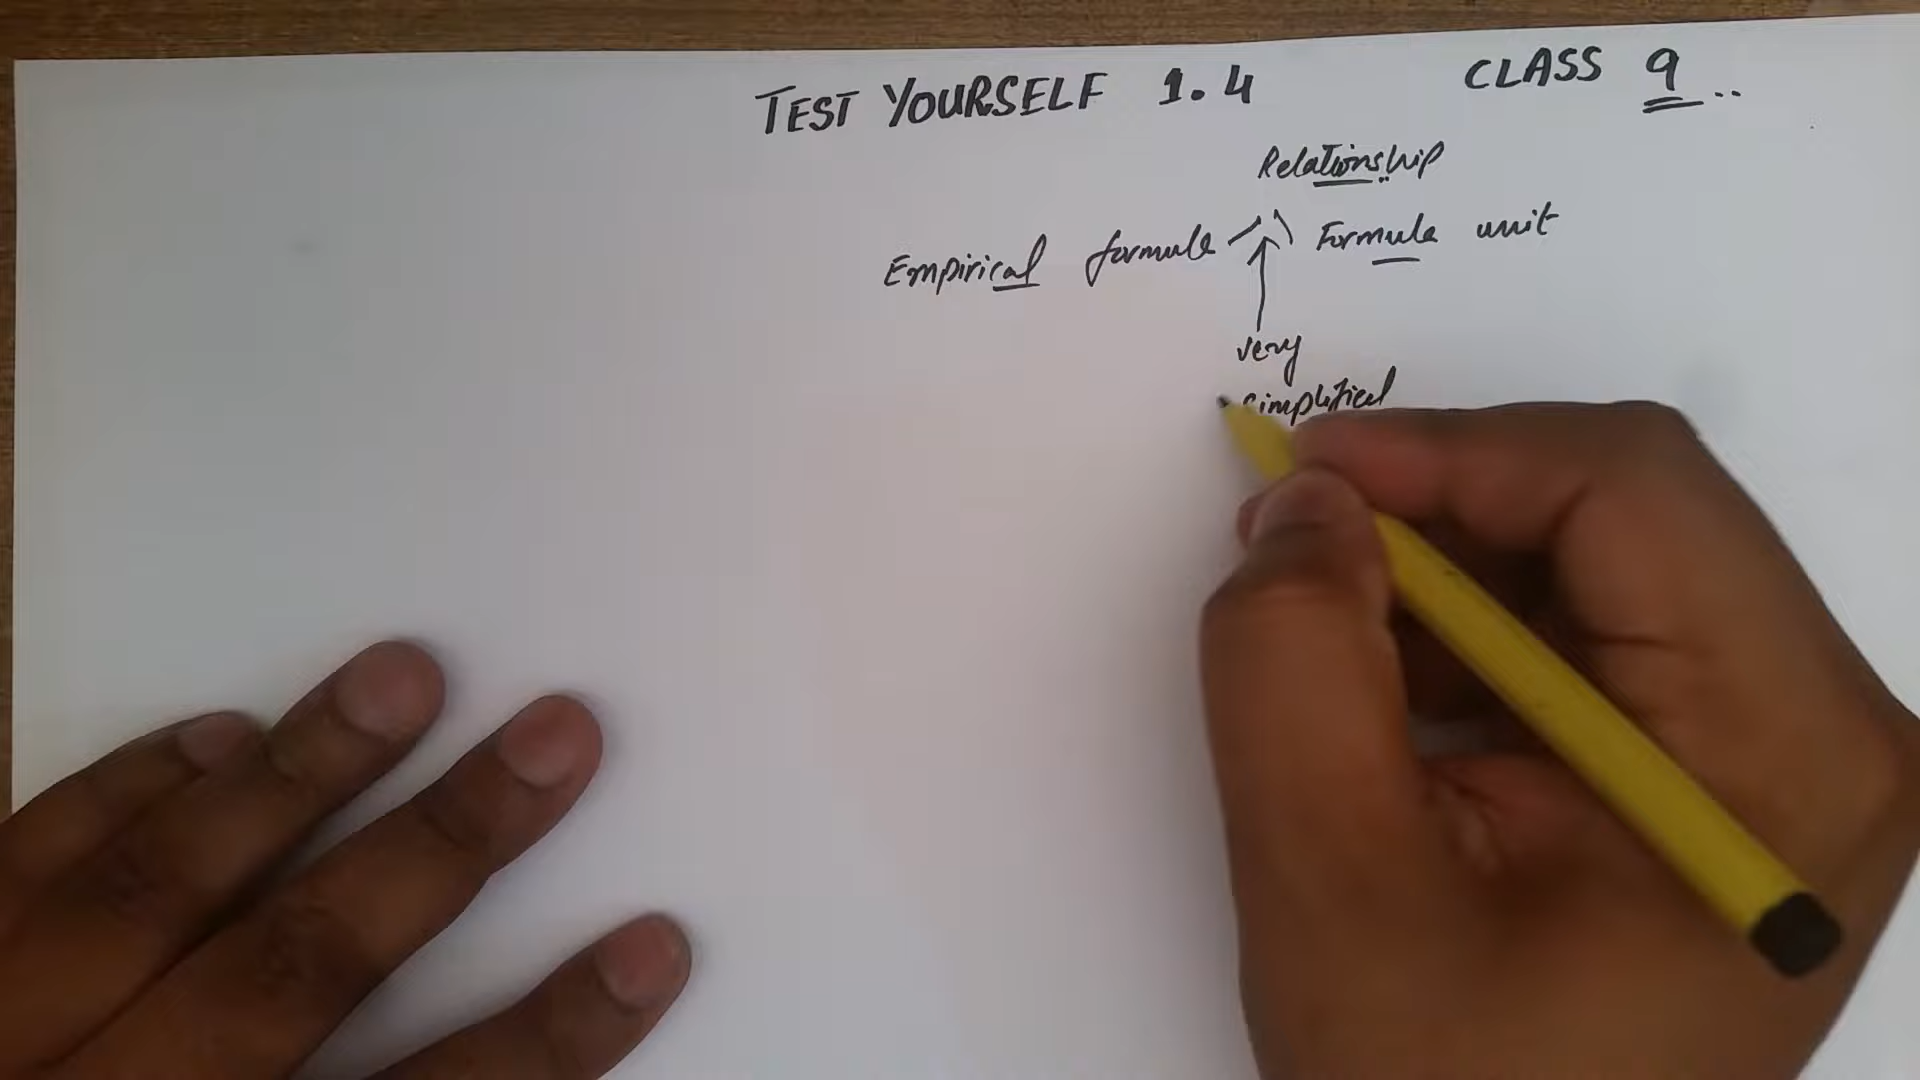 TEST YOURSELF 1.4 CLASS 9..
Relationship
Empirical formula Formula unit
very
simplified